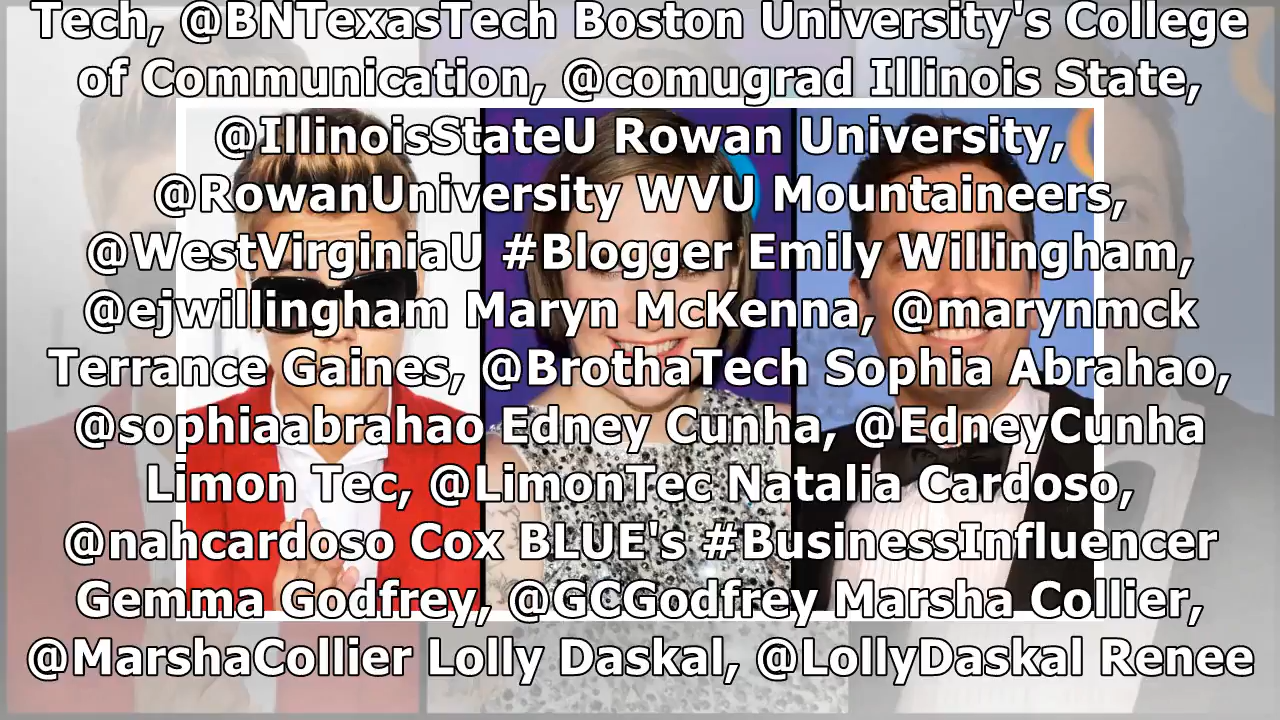 Tech, @BNTexasTech Boston University's College
of Communication, @comugrad Illinois State,
@IllinoisStateU Rowan University,
@RowanUniversity WVU Mountaineers,
@WestVirginiaU #Blogger Emily Willingham,
@ejwillingham Maryn McKenna, @marynmck
Terrance Gaines, @BrothaTech Sophia Abrahao,
@sophiaabrahao Edney Cunha, @EdneyCunha
Limon Tec, @LimonTec Natalia Cardoso,
@nahcardoso Cox BLUE's #BusinessInfluencer
Gemma Godfrey, @GCGodfrey Marsha Collier,
@MarshaCollier Lolly Daskal, @LollyDaskal Renee